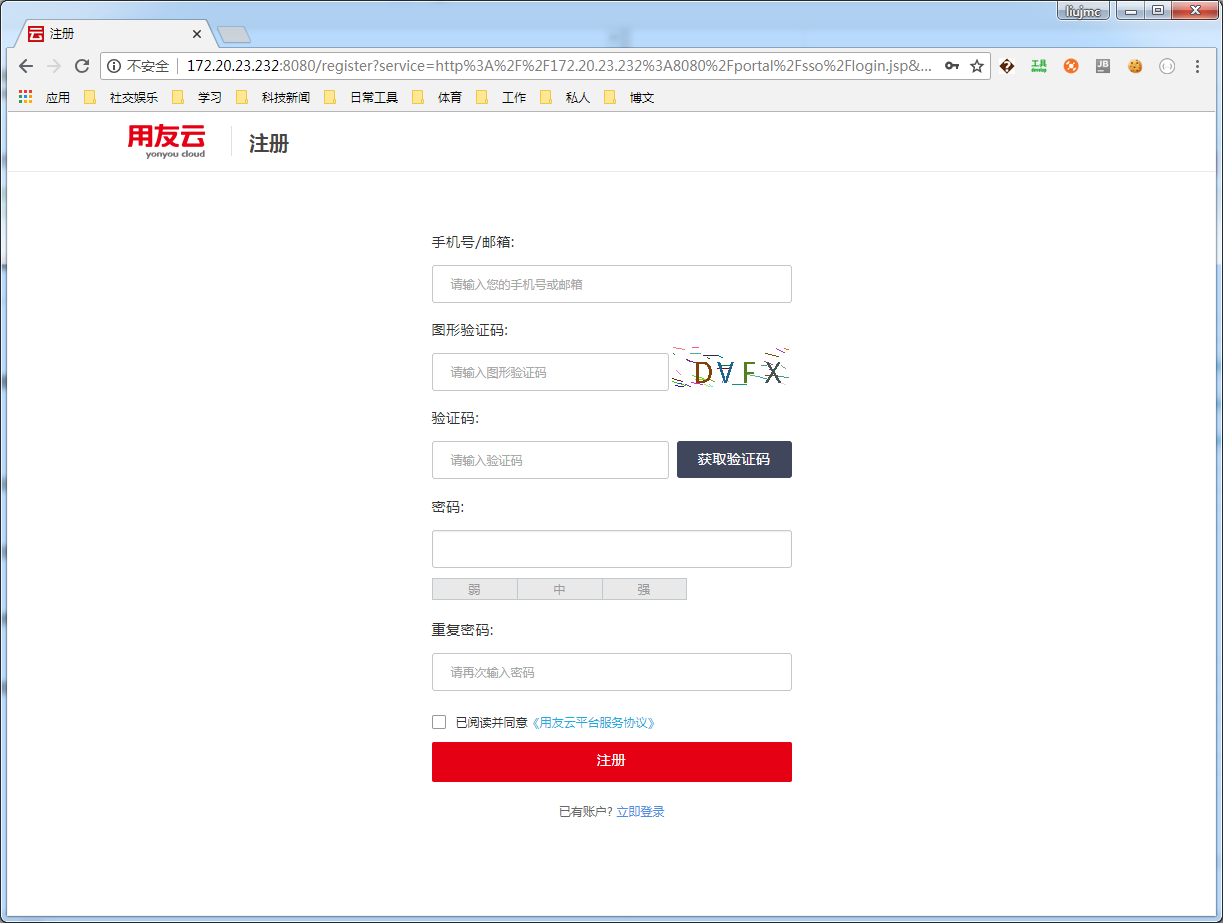 liujmc
注册
不安全 172.20.23.232:8080/register?service=http%3A%2F%2F172.20.23.232%3A8080%2Fportal%2Fsso%2Flogin.jsp&... 工具 develop JB
应用 社交娱乐 学习 科技新闻 日常工具 体育 工作 私人 博文
用友云
yonyou cloud
注册
手机号/邮箱:
请输入您的手机号或邮箱
图形验证码:
请输入图形验证码 D∀FX
验证码:
请输入验证码 获取验证码
密码:
弱 中 强
重复密码:
请再次输入密码
已阅读并同意《用友云平台服务协议》
注册
已有账户? 立即登录